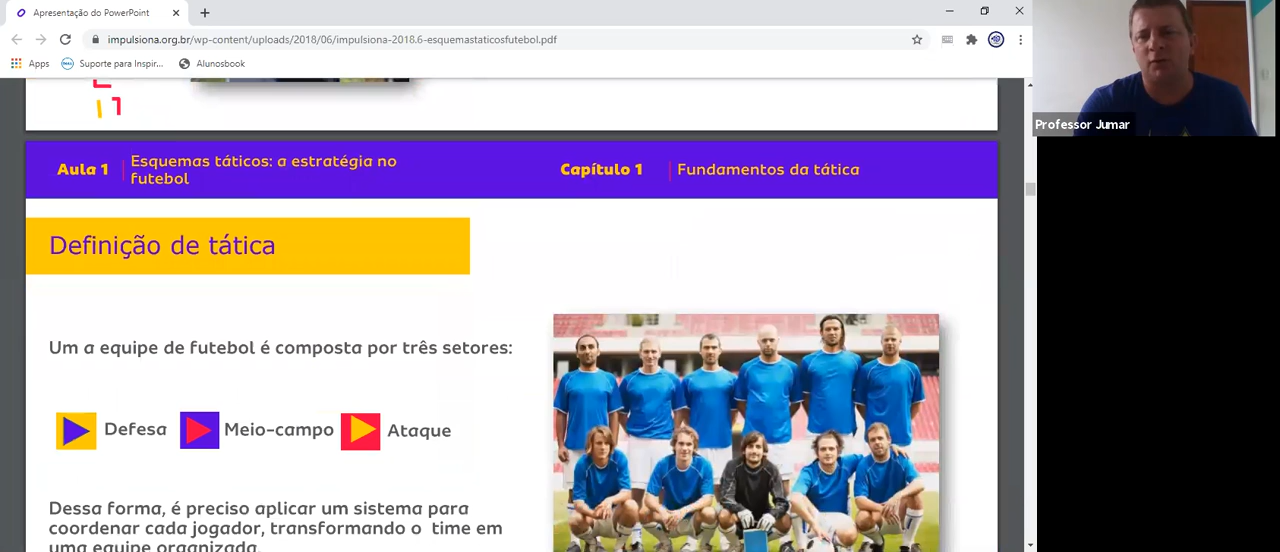 Apresentação do PowerPoint
impulsiona.org.br/wp-content/uploads/2018/06/impulsiona-2018.6-esquemastaticosfutebol.pdf
Apps
Suporte para Inspir...
Alunosbook
Professor Jumar
Aula 1
Esquemas táticos: a estratégia no
futebol
Capítulo 1
Fundamentos da tática
Definição de tática
Um a equipe de futebol é composta por três setores:
Defesa
Meio-campo
Ataque
Dessa forma, é preciso aplicar um sistema para
coordenar cada jogador, transformando o time em
uma equipe organizada.